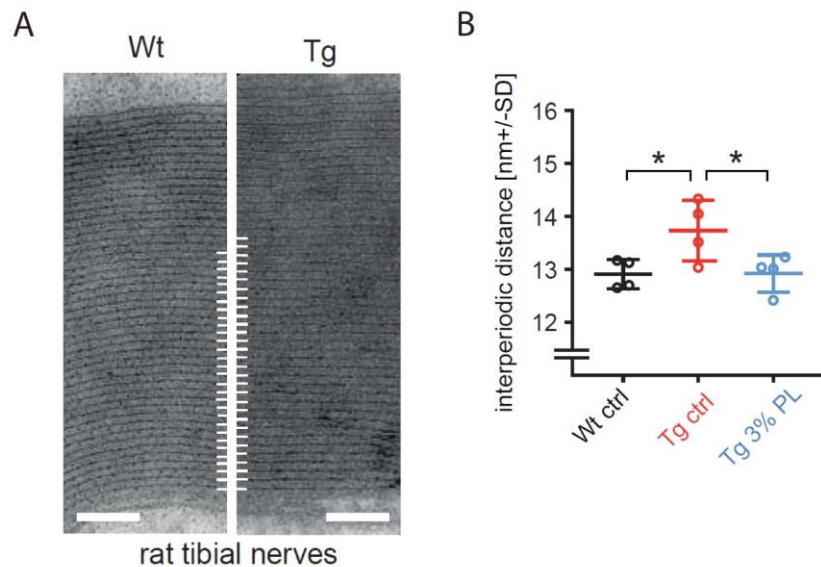 A
Wt Tg
rat tibial nerves
B
interperiodic distance [nm+/-SD]
16
15
14
13
12
* *
Wt ctrl
Tg ctrl
Tg 3% PL